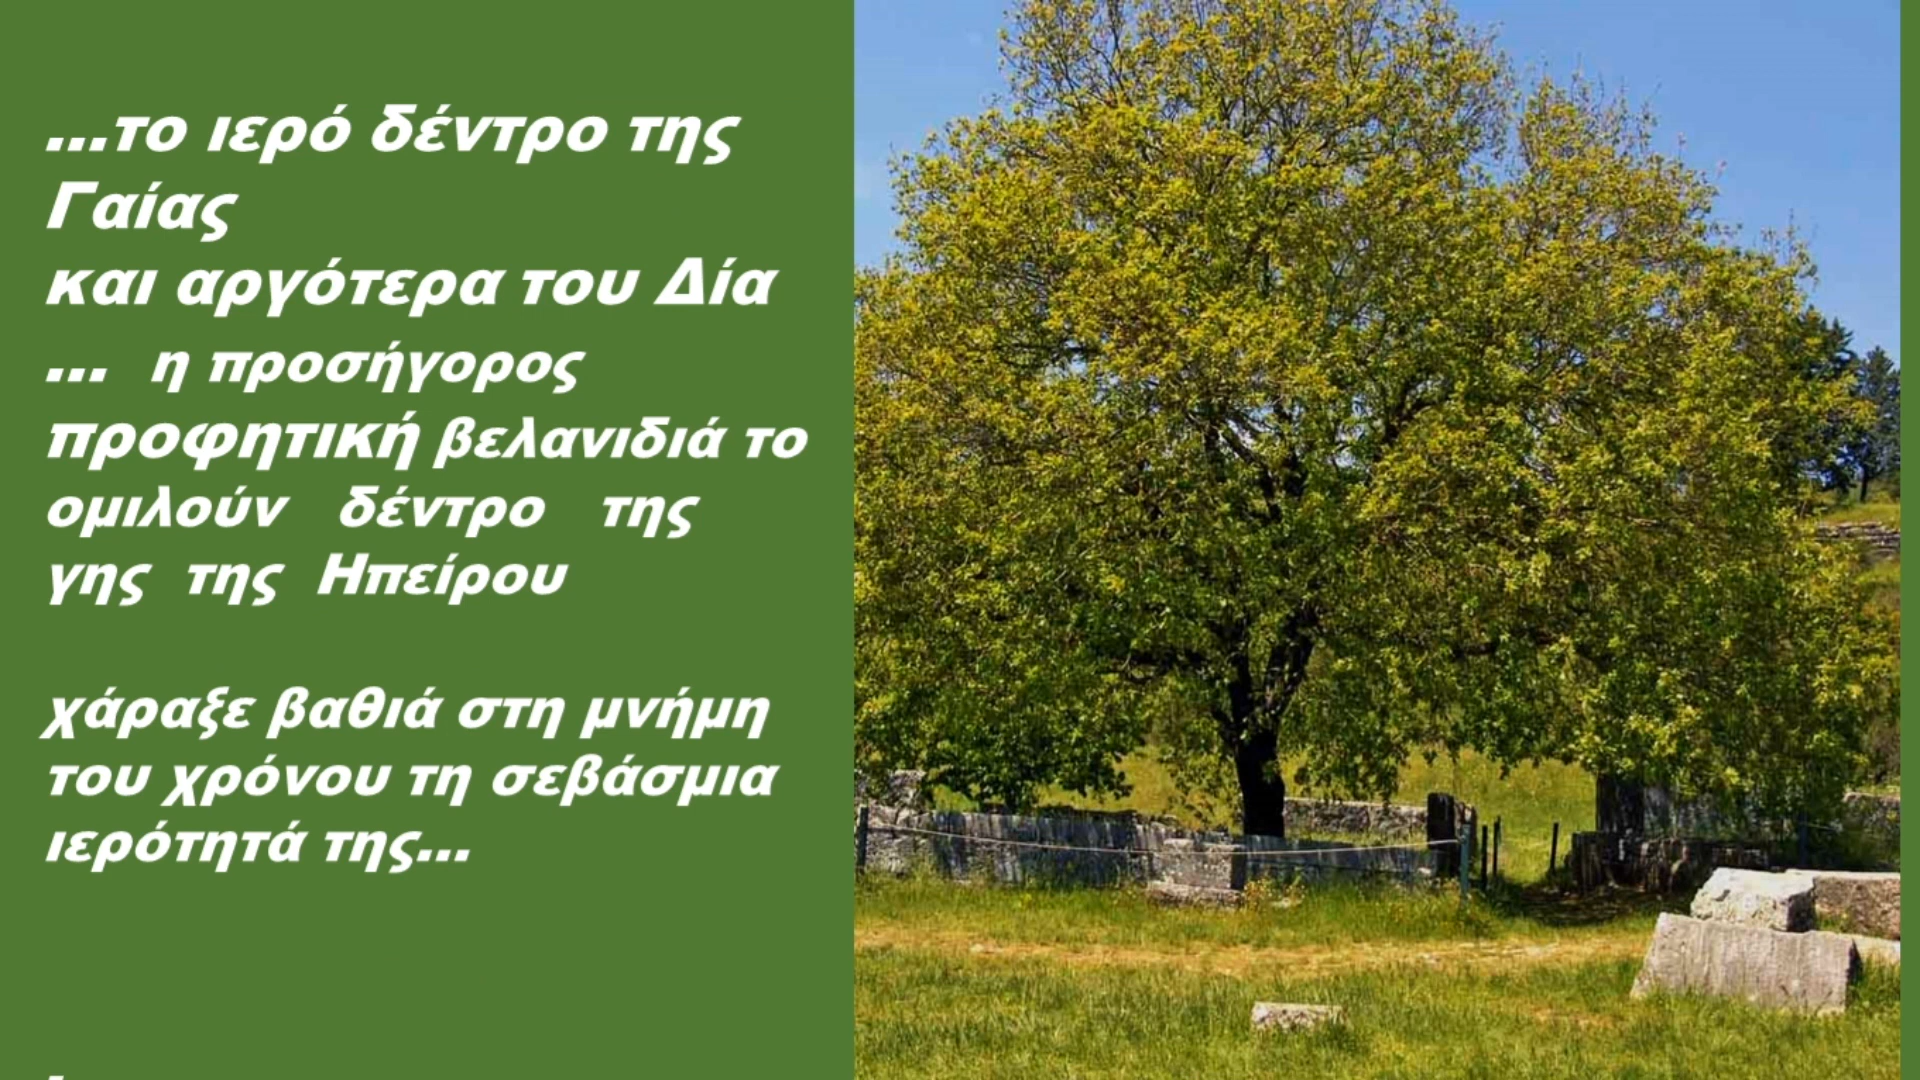 ...το ιερό δέντρο της
Γαίας
και αργότερα του Δία
... η προσήγορος
προφητική βελανιδιά το
ομιλούν δέντρο της
γης της Ηπείρου
χάραξε βαθιά στη μνήμη
του χρόνου τη σεβάσμια
ιερότητά της...